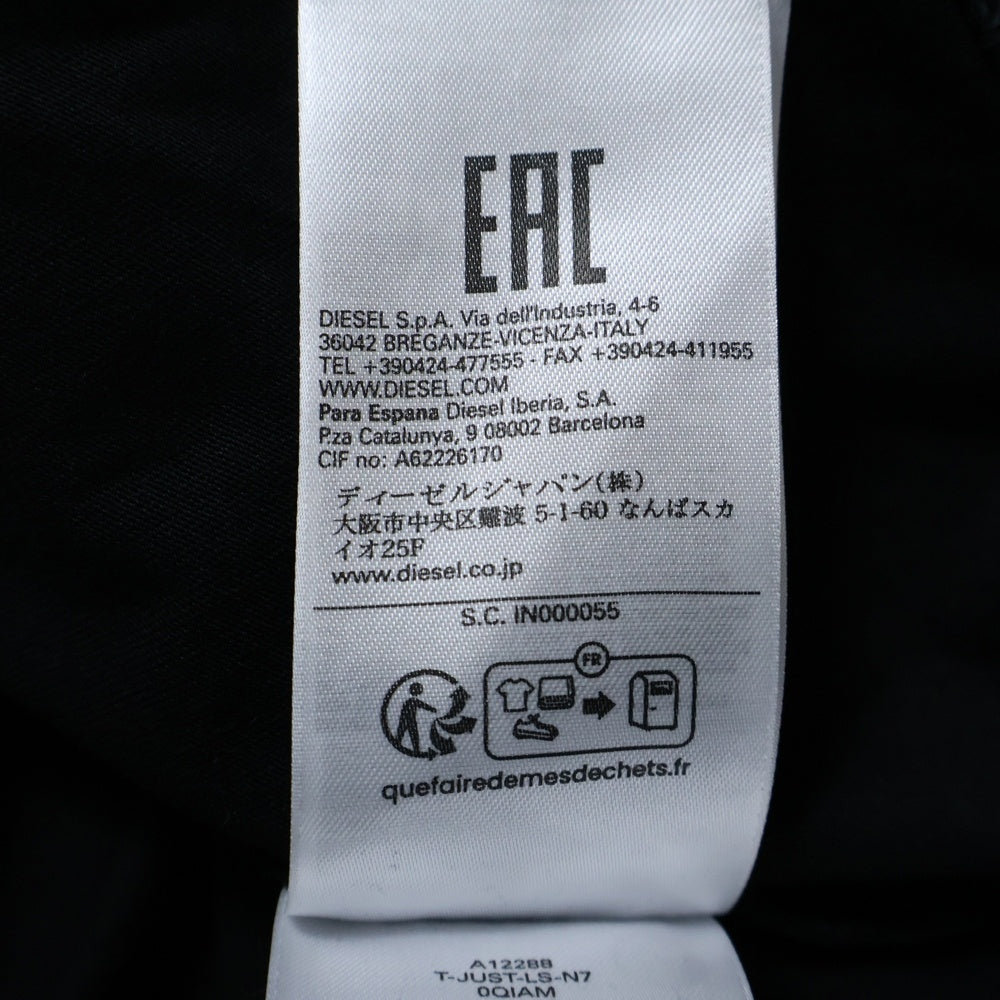 EAC
DIESEL S.p.A. Via dell'Industria, 4-6
36042 BREGANZE-VICENZA-ITALY
TEL +390424-477555 - FAX +390424-411955
WWW.DIESEL.COM
Para Espana Diesel Iberia, S.A.
P.za Catalunya, 9 08002 Barcelona
CIF no: A62226170
ディーゼルジャパン(株)
大阪市中央区難波 5-1-60 なんばスカ
イオ25F
www.diesel.co.jp
S.C. IN000055
FR
quefairedemesdechets.fr
A12288
T-JUST-LS-N7
0QIAM